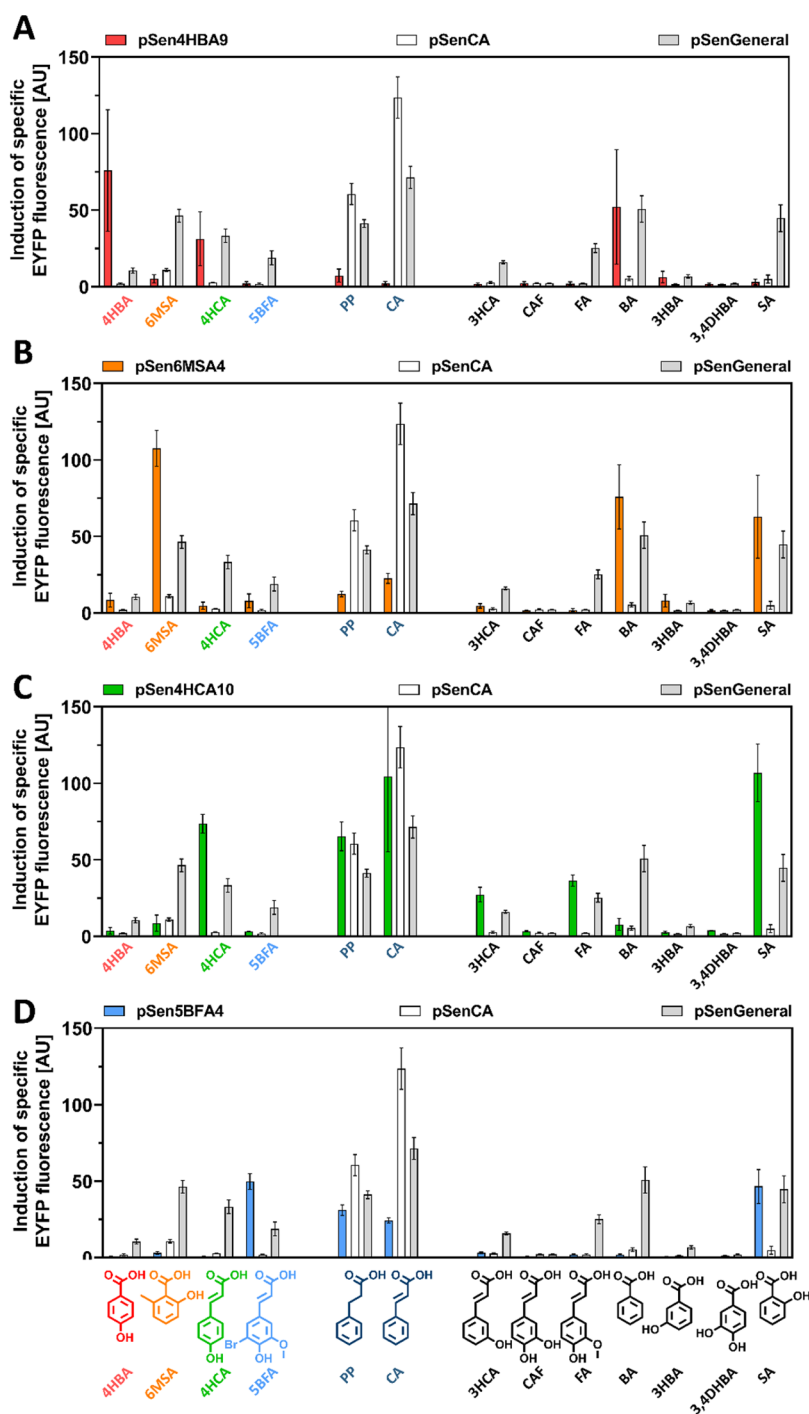 A
pSen4HBA9 pSenCA pSenGeneral
Induction of specific
EYFP fluorescence [AU]
150
100
50
0
4HBA 6MSA 4HCA 5BFA PP CA 3HCA CAF FA BA 3HBA 3,4DHBA SA
B
pSen6MSA4 pSenCA pSenGeneral
Induction of specific
EYFP fluorescence [AU]
150
100
50
0
4HBA 6MSA 4HCA 5BFA PP CA 3HCA CAF FA BA 3HBA 3,4DHBA SA
C
pSen4HCA10 pSenCA pSenGeneral
Induction of specific
EYFP fluorescence [AU]
150
100
50
0
4HBA 6MSA 4HCA 5BFA PP CA 3HCA CAF FA BA 3HBA 3,4DHBA SA
D
pSen5BFA4 pSenCA pSenGeneral
Induction of specific
EYFP fluorescence [AU]
150
100
50
0
O OH O OH O OH O OH O OH O OH O OH O OH O OH O OH O OH O OH O OH
OH OH OH Br OH O OH OH OH OH O HO HO OH OH
4HBA 6MSA 4HCA 5BFA PP CA 3HCA CAF FA BA 3HBA 3,4DHBA SA